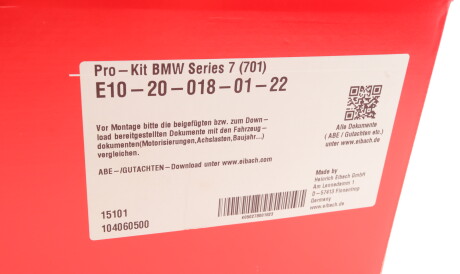 Pro-Kit BMW Series 7 (701)
E10-20-018-01-22
Vor Montage bitte die beigefügten bzw. zum Down-
load bereitgestellten Dokumente mit den Fahrzeug-
dokumenten(Motorisierungen,Achslasten,Baujahr...)
vergleichen.
ABE-/GUTACHTEN-Download unter www.eibach.com
Alle Dokumente
( ABE / Gutachten etc.)
unter www.eibach.de
15101
104060500
Made by
Heinrich Eibach GmbH
Am Lennedamm 1
D-57413 Finnentrop
Germany
www.eibach.de